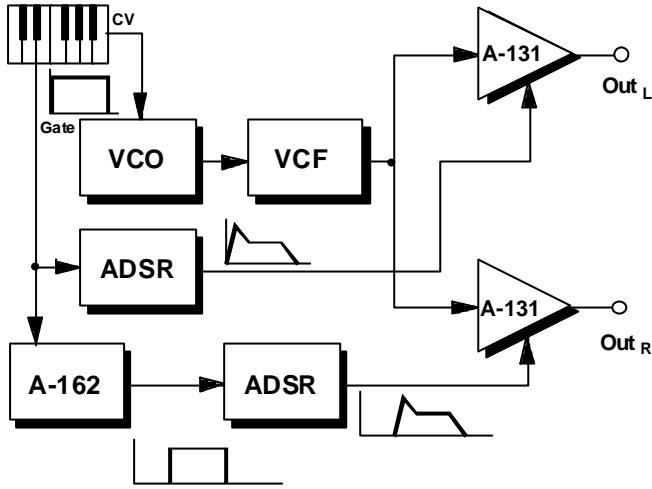 CV
A-131
Out L
Gate
VCO
VCF
ADSR
A-131
Out R
A-162
ADSR